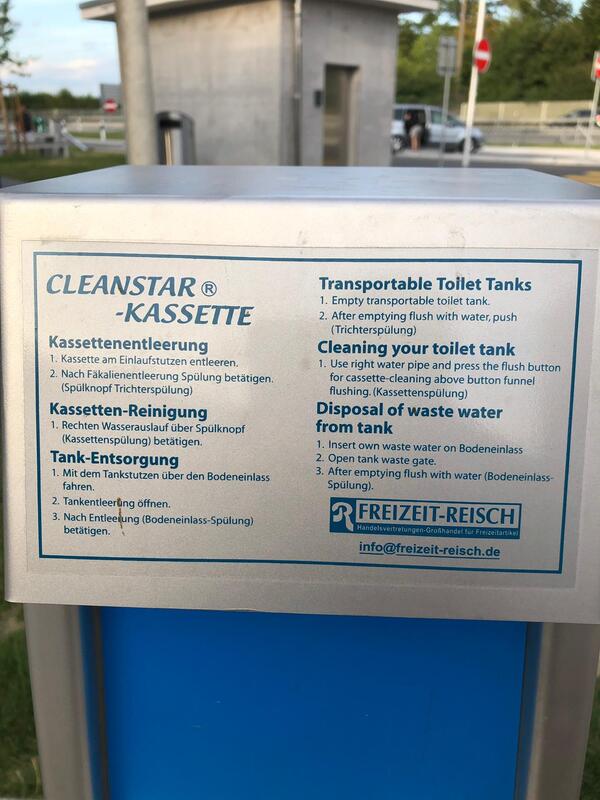 CLEANSTAR ®
-KASSETTE
Kassettenentleerung
1. Kassette am Einlaufstutzen entleeren.
2. Nach Fäkalienentleerung Spülung betätigen.
(Spülknopf Trichterspülung)
Kassetten-Reinigung
1. Rechten Wasserauslauf über Spülknopf
(Kassettenspülung) betätigen.
Tank-Entsorgung
1. Mit dem Tankstutzen über den Bodeneinlass
fahren.
2. Tankentleerung öffnen.
3. Nach Entleerung (Bodeneinlass-Spülung)
betätigen.
Transportable Toilet Tanks
1. Empty transportable toilet tank.
2. After emptying flush with water, push
(Trichterspülung)
Cleaning your toilet tank
1. Use right water pipe and press the flush button
for cassette-cleaning above button funnel
flushing. (Kassettenspülung)
Disposal of waste water
from tank
1. Insert own waste water on Bodeneinlass
2. Open tank waste gate.
3. After emptying flush with water (Bodeneinlass-
Spülung).
R FREIZEIT-REISCH
Handelsvertretungen-Großhandel für Freizeitartikel
info@freizeit-reisch.de